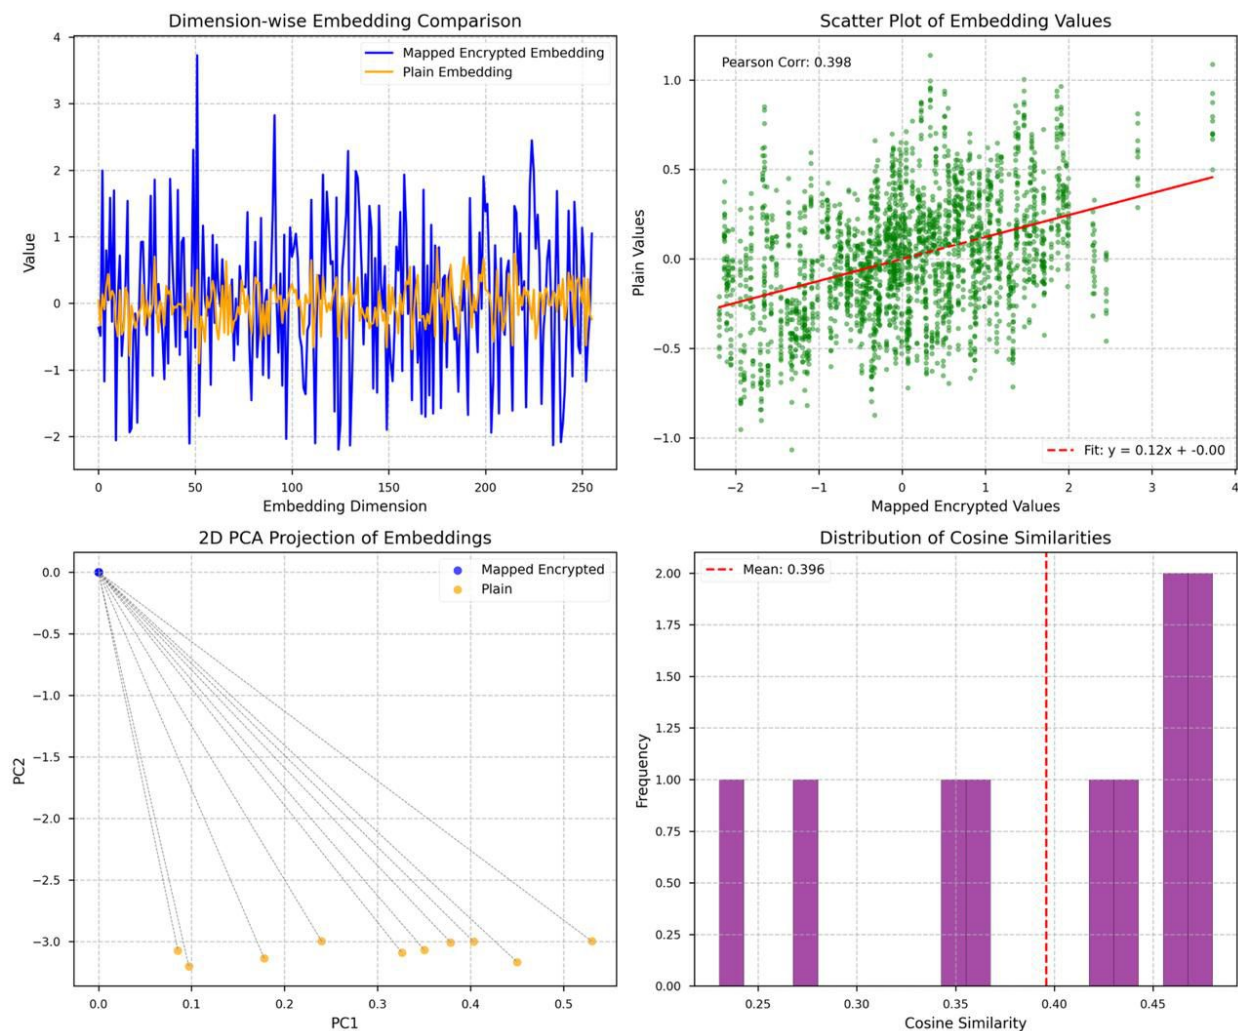 Dimension-wise Embedding Comparison
4
3
2
1
0
−1
−2
Value
Mapped Encrypted Embedding
Plain Embedding
0
50
100
150
200
250
Embedding Dimension
Scatter Plot of Embedding Values
Pearson Corr: 0.398
1.0
0.5
0.0
−0.5
−1.0
Plain Values
Fit: y = 0.12x + -0.00
−2
−1
0
1
2
3
4
Mapped Encrypted Values
2D PCA Projection of Embeddings
0.0
−0.5
−1.0
−1.5
−2.0
−2.5
−3.0
PC2
Mapped Encrypted
Plain
0.0
0.1
0.2
0.3
0.4
0.5
PC1
Distribution of Cosine Similarities
Mean: 0.396
2.00
1.75
1.50
1.25
1.00
0.75
0.50
0.25
0.00
Frequency
0.25
0.30
0.35
0.40
0.45
Cosine Similarity